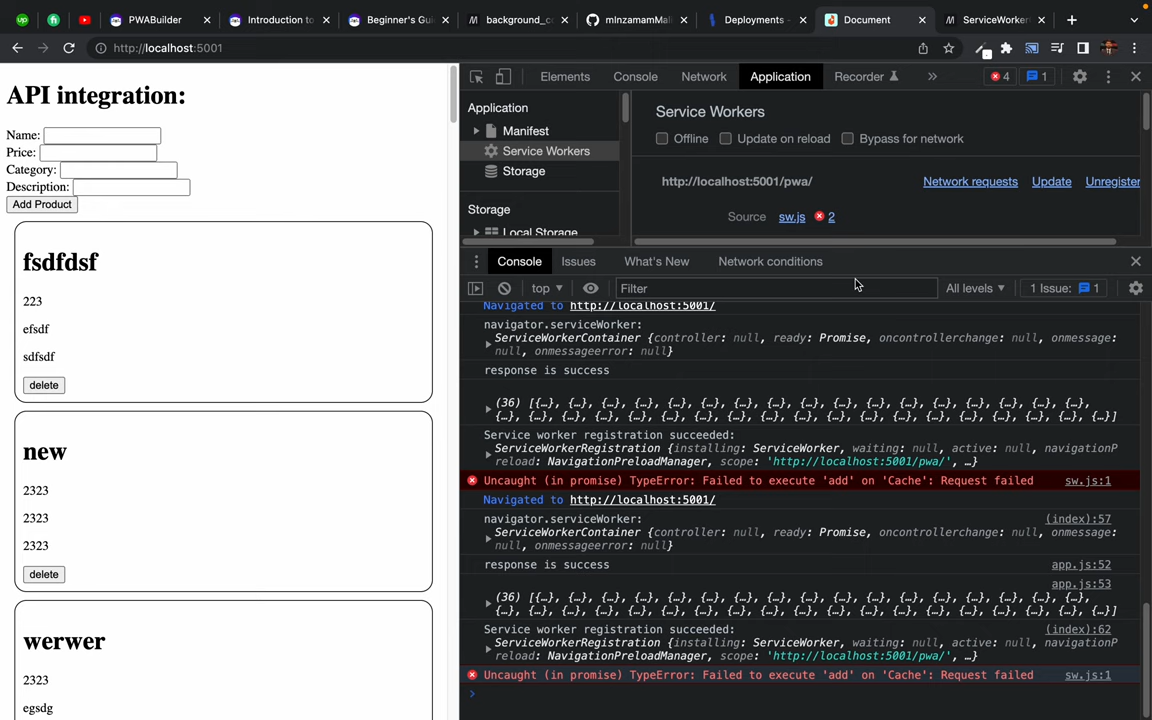 PWABuilder
Introduction to
Beginner's Gui
background_c
mInzamamMali
Deployments –
Document
ServiceWorker
http://localhost:5001
API integration:
Name:
Price:
Category:
Description:
Add Product
fsdfdsf
223
efsdf
sdfsdf
delete
new
2323
2323
2323
delete
werwer
2323
egsdg
Elements
Console
Network
Application
Recorder
4
1
Application
Manifest
Service Workers
Storage
Storage
Local Storage
Service Workers
Offline
Update on reload
Bypass for network
http://localhost:5001/pwa/
Network requests
Update
Unregister
Source
sw.js
2
Console
Issues
What's New
Network conditions
top
Filter
All levels
1 Issue:
1
Navigated to http://localhost:5001/
navigator.serviceWorker:
ServiceWorkerContainer {controller: null, ready: Promise, oncontrollerchange: null, onmessage:
null, onmessageerror: null}
response is success
(36) [{…}, {…}, {…}, {…}, {…}, {…}, {…}, {…}, {…}, {…}, {…}, {…}, {…}, {…}, {…}, {…}, {…}, {…},
{…}, {…}, {…}, {…}, {…}, {…}, {…}, {…}, {…}, {…}, {…}, {…}, {…}, {…}, {…}, {…}, {…}, {…}]
Service worker registration succeeded:
ServiceWorkerRegistration {installing: ServiceWorker, waiting: null, active: null, navigationP
reload: NavigationPreloadManager, scope: 'http://localhost:5001/pwa/', …}
Uncaught (in promise) TypeError: Failed to execute 'add' on 'Cache': Request failed sw.js:1
Navigated to http://localhost:5001/
navigator.serviceWorker: (index):57
ServiceWorkerContainer {controller: null, ready: Promise, oncontrollerchange: null, onmessage:
null, onmessageerror: null}
response is success app.js:52
app.js:53
(36) [{…}, {…}, {…}, {…}, {…}, {…}, {…}, {…}, {…}, {…}, {…}, {…}, {…}, {…}, {…}, {…}, {…}, {…},
{…}, {…}, {…}, {…}, {…}, {…}, {…}, {…}, {…}, {…}, {…}, {…}, {…}, {…}, {…}, {…}, {…}, {…}]
Service worker registration succeeded: (index):62
ServiceWorkerRegistration {installing: ServiceWorker, waiting: null, active: null, navigationP
reload: NavigationPreloadManager, scope: 'http://localhost:5001/pwa/', …}
Uncaught (in promise) TypeError: Failed to execute 'add' on 'Cache': Request failed sw.js:1